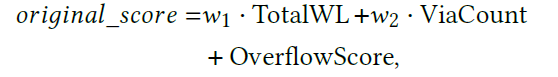 original_score =w₁ · TotalWL +w₂ · ViaCount
+ OverflowScore,